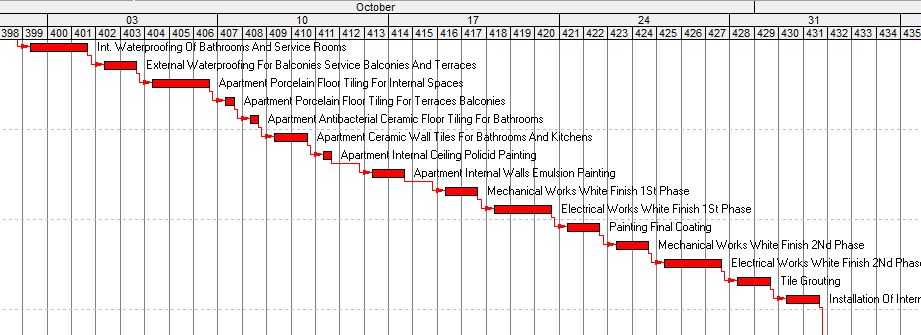 October
03 10 17 24 31
398 399 400 401 402 403 404 405 406 407 408 409 410 411 412 413 414 415 416 417 418 419 420 421 422 423 424 425 426 427 428 429 430 431 432 433 434 435
Int. Waterproofing Of Bathrooms And Service Rooms
External Waterproofing For Balconies Service Balconies And Terraces
Apartment Porcelain Floor Tiling For Internal Spaces
Apartment Porcelain Floor Tiling For Terraces Balconies
Apartment Antibacterial Ceramic Floor Tiling For Bathrooms
Apartment Ceramic Wall Tiles For Bathrooms And Kitchens
Apartment Internal Ceiling Policid Painting
Apartment Internal Walls Emulsion Painting
Mechanical Works White Finish 1St Phase
Electrical Works White Finish 1St Phase
Painting Final Coating
Mechanical Works White Finish 2Nd Phase
Electrical Works White Finish 2Nd Phase
Tile Grouting
Installation Of Inter